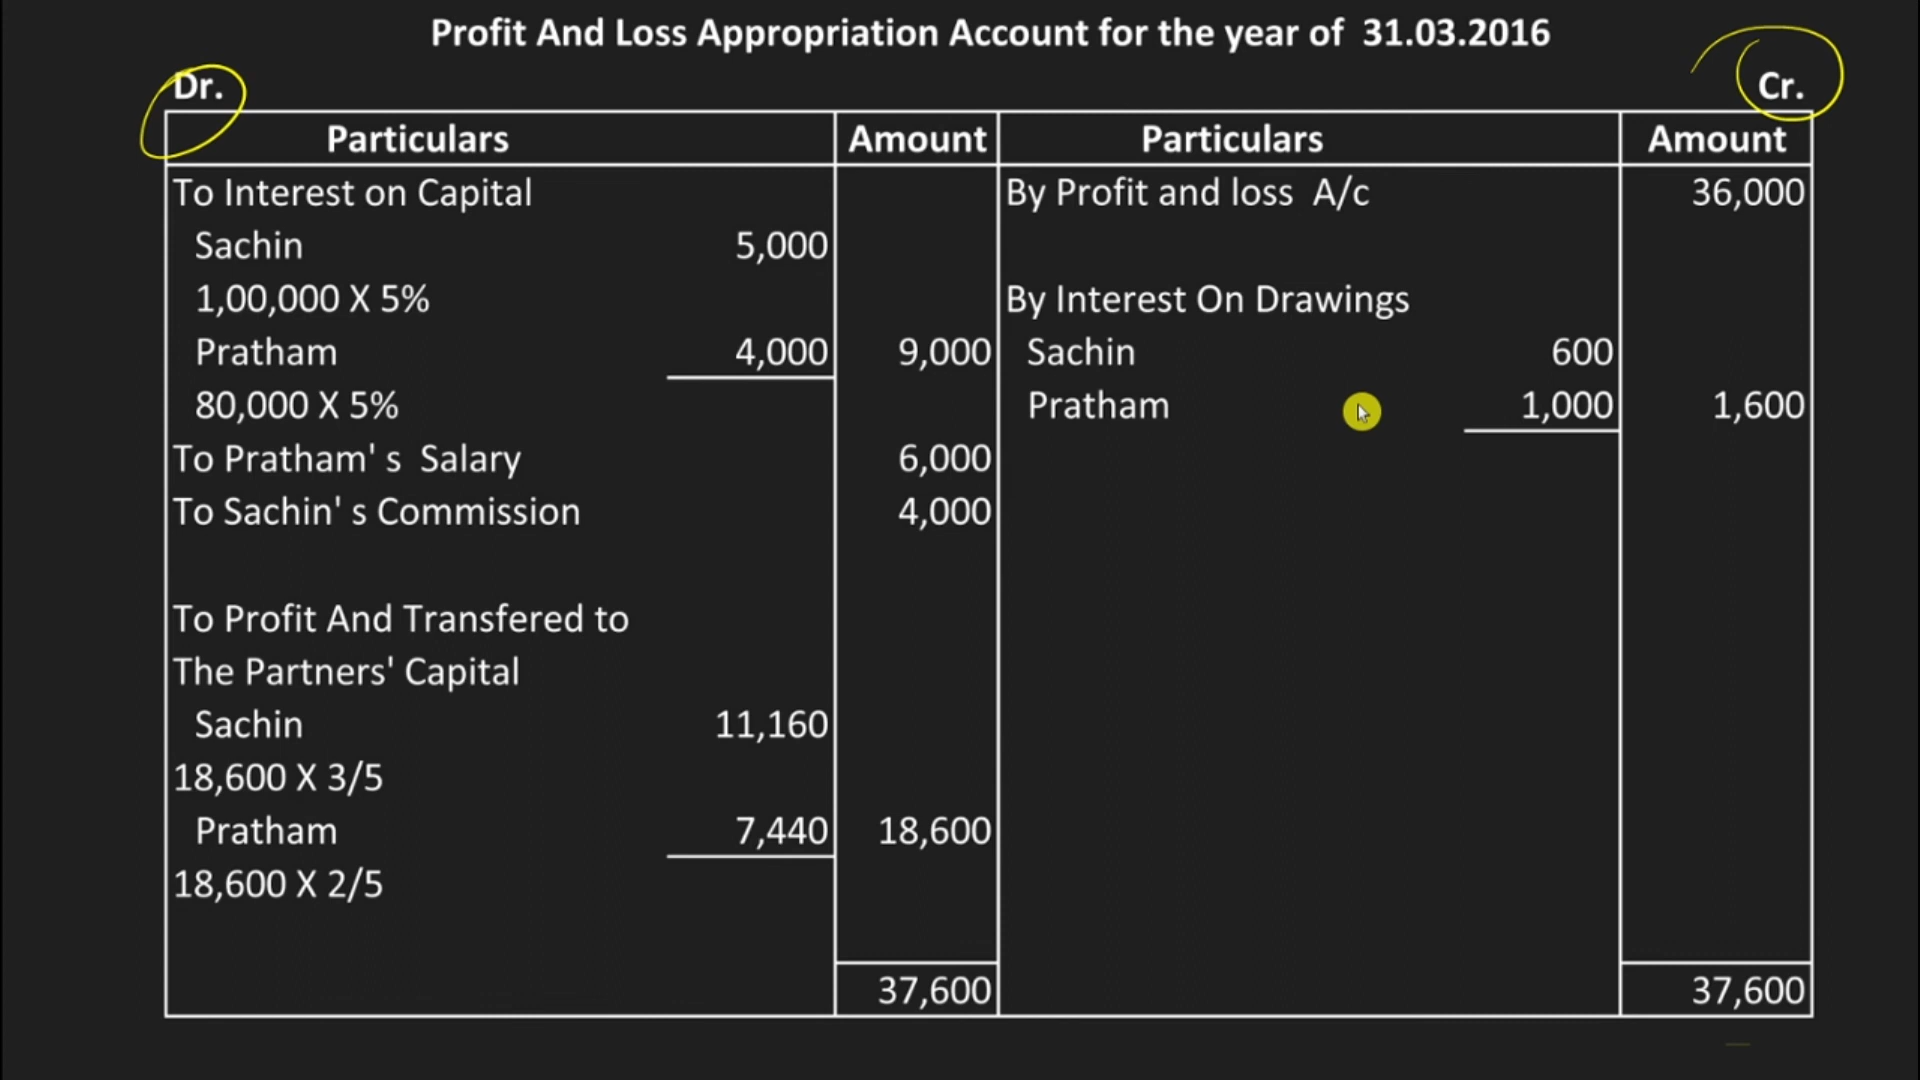 Profit And Loss Appropriation Account for the year of 31.03.2016
Dr. Cr.
Particulars Amount Particulars Amount
To Interest on Capital By Profit and loss A/c 36,000
Sachin 5,000
1,00,000 X 5% By Interest On Drawings
Pratham 4,000 9,000 Sachin 600
80,000 X 5% Pratham 1,000 1,600
To Pratham' s Salary 6,000
To Sachin' s Commission 4,000
To Profit And Transfered to
The Partners' Capital
Sachin 11,160
18,600 X 3/5
Pratham 7,440 18,600
18,600 X 2/5
37,600 37,600